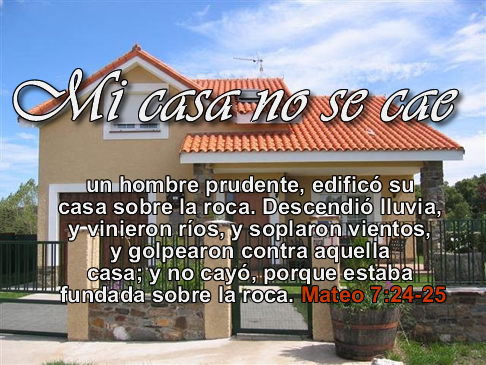 Mi casa no se cae
un hombre prudente, edificó su
casa sobre la roca. Descendió lluvia,
y vinieron ríos, y soplaron vientos,
y golpearon contra aquella
casa; y no cayó, porque estaba
fundada sobre la roca. Mateo 7:24-25